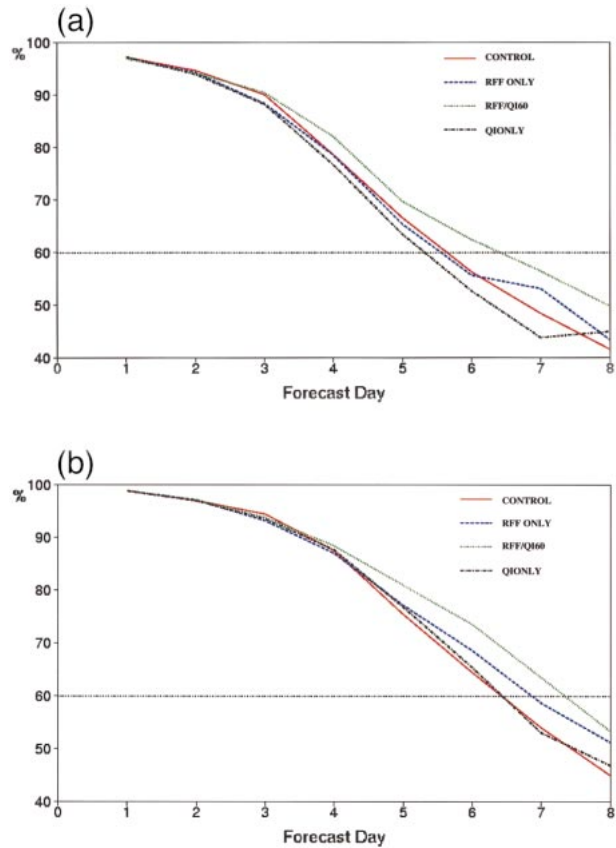 (a)
%
100
90
80
70
60
50
40
CONTROL
RFF ONLY
RFF/QI60
QIONLY
0 1 2 3 4 5 6 7 8
Forecast Day
(b)
%
100
90
80
70
60
50
40
CONTROL
RFF ONLY
RFF/QI60
QIONLY
0 1 2 3 4 5 6 7 8
Forecast Day